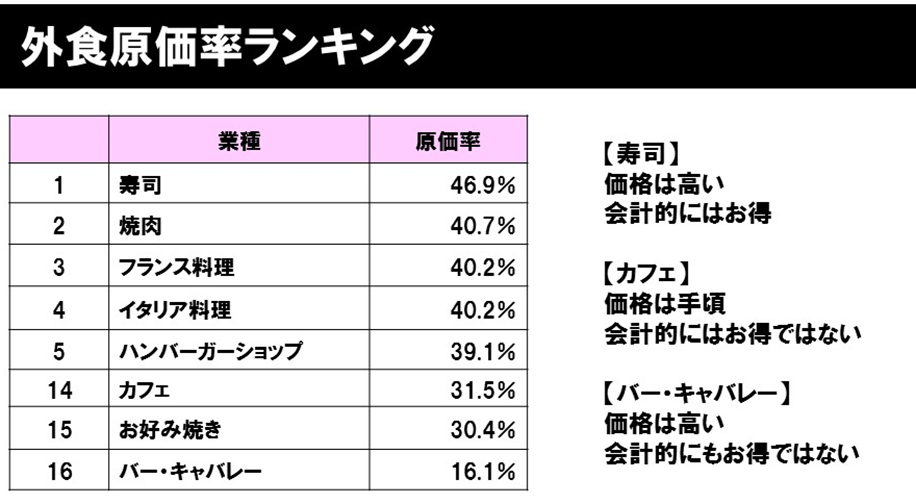 外食原価率ランキング
業種 原価率
1 寿司 46.9%
2 焼肉 40.7%
3 フランス料理 40.2%
4 イタリア料理 40.2%
5 ハンバーガーショップ 39.1%
14 カフェ 31.5%
15 お好み焼き 30.4%
16 バー・キャバレー 16.1%
【寿司】
価格は高い
会計的にはお得
【カフェ】
価格は手頃
会計的にはお得ではない
【バー・キャバレー】
価格は高い
会計的にもお得ではない